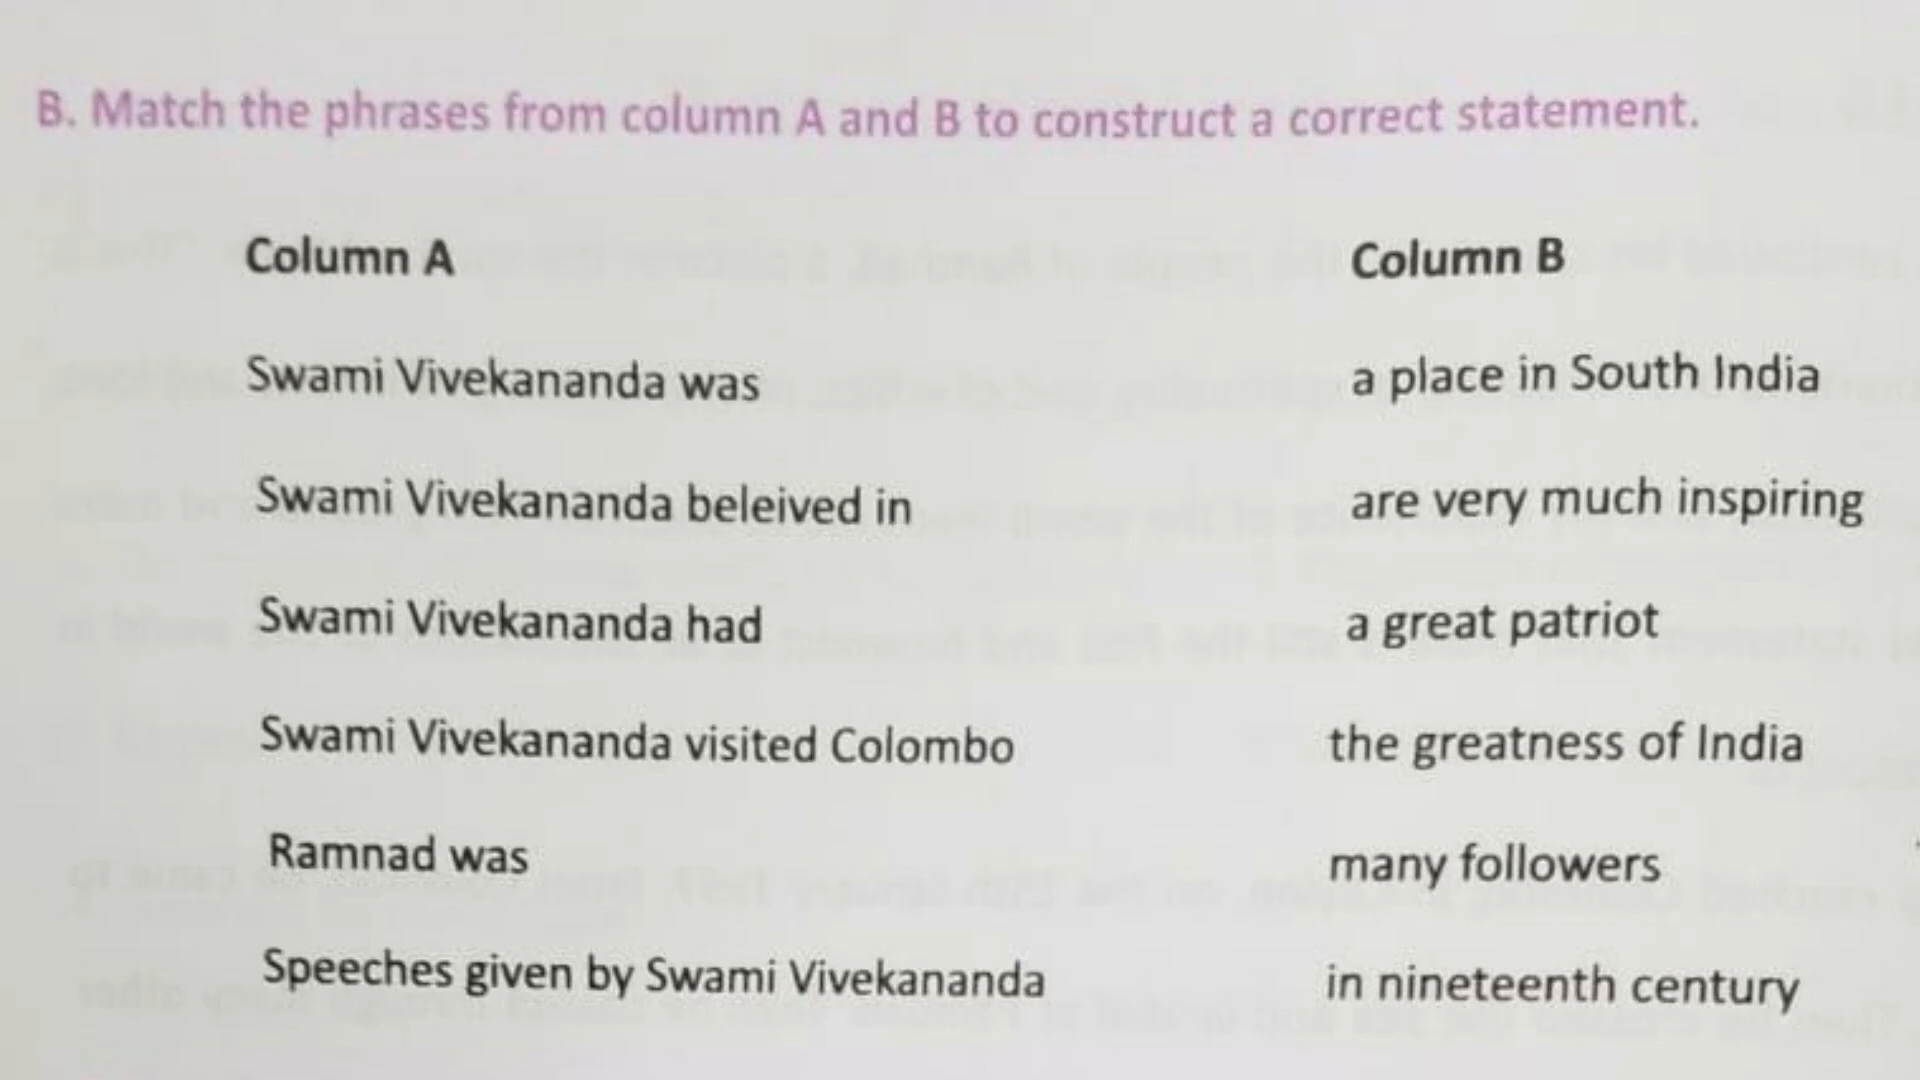 B. Match the phrases from column A and B to construct a correct statement.
Column A Column B
Swami Vivekananda was a place in South India
Swami Vivekananda beleived in are very much inspiring
Swami Vivekananda had a great patriot
Swami Vivekananda visited Colombo the greatness of India
Ramnad was many followers
Speeches given by Swami Vivekananda in nineteenth century